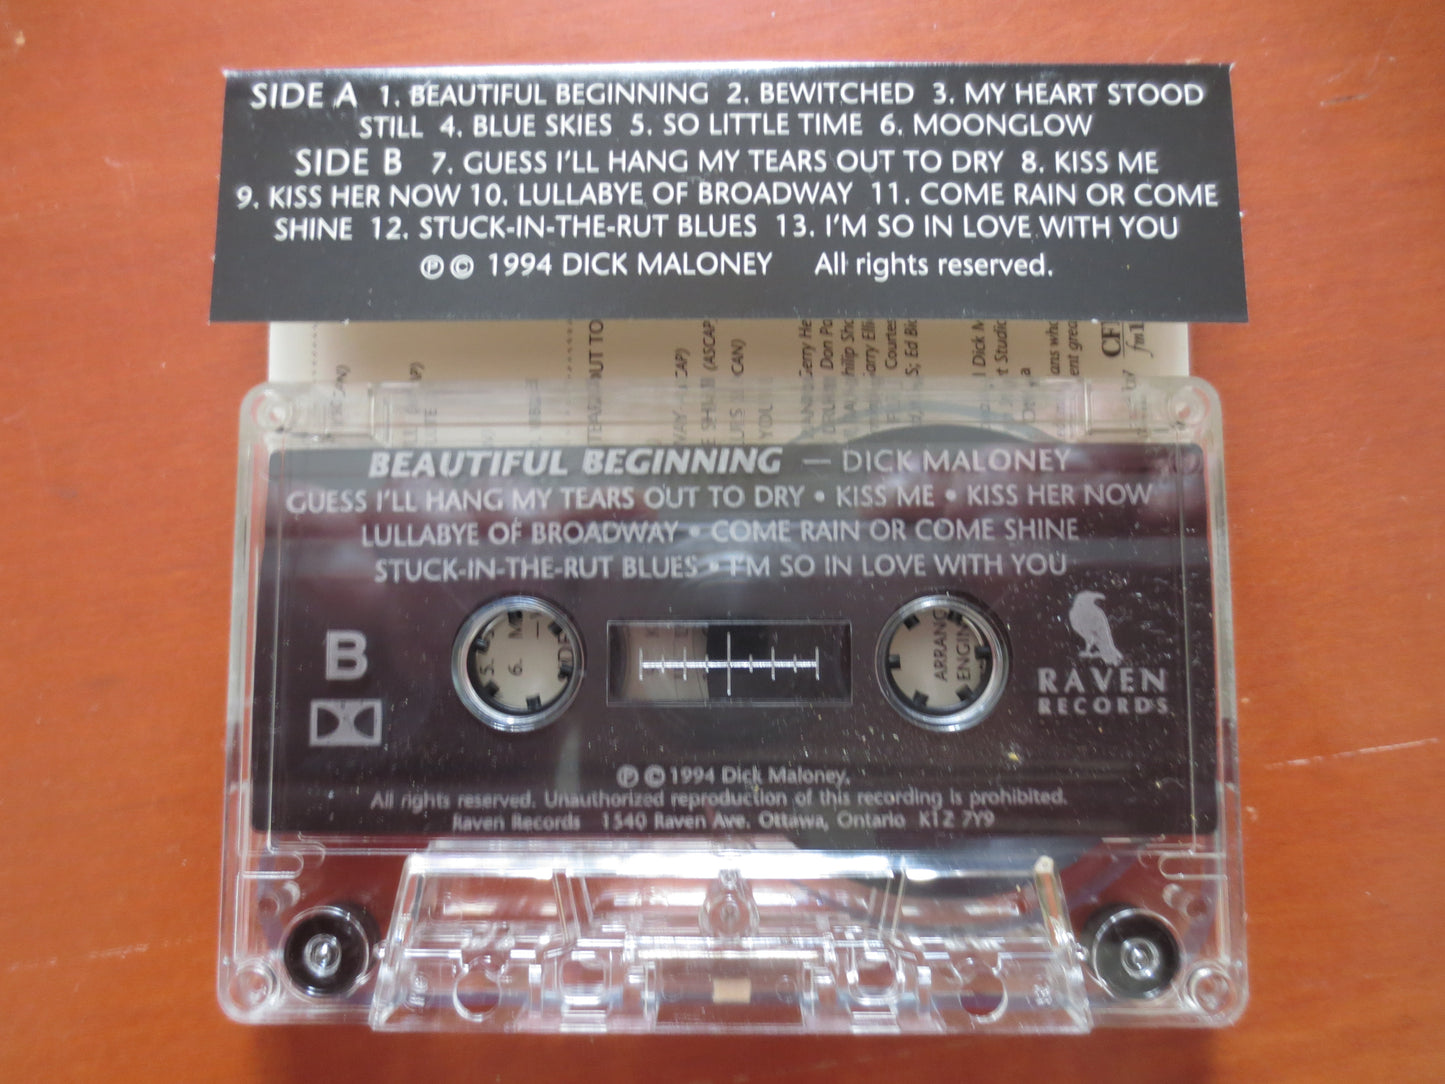 SIDE A 1. BEAUTIFUL BEGINNING 2. BEWITCHED 3. MY HEART STOOD
STILL 4. BLUE SKIES 5. SO LITTLE TIME 6. MOONGLOW
SIDE B 7. GUESS I'LL HANG MY TEARS OUT TO DRY 8. KISS ME
9. KISS HER NOW 10. LULLABYE OF BROADWAY 11. COME RAIN OR COME
SHINE 12. STUCK-IN-THE-RUT BLUES 13. I'M SO IN LOVE WITH YOU
℗ © 1994 DICK MALONEY All rights reserved.
BEAUTIFUL BEGINNING — DICK MALONEY
GUESS I'LL HANG MY TEARS OUT TO DRY • KISS ME • KISS HER NOW
LULLABYE OF BROADWAY • COME RAIN OR COME SHINE
STUCK-IN-THE-RUT BLUES • I'M SO IN LOVE WITH YOU
B
RAVEN
RECORDS
5.
6. M
ARRANG
ENGIN
℗ © 1994 Dick Maloney.
All rights reserved. Unauthorized reproduction of this recording is prohibited.
Raven Records 1540 Raven Ave. Ottawa, Ontario K1Z 7Y9